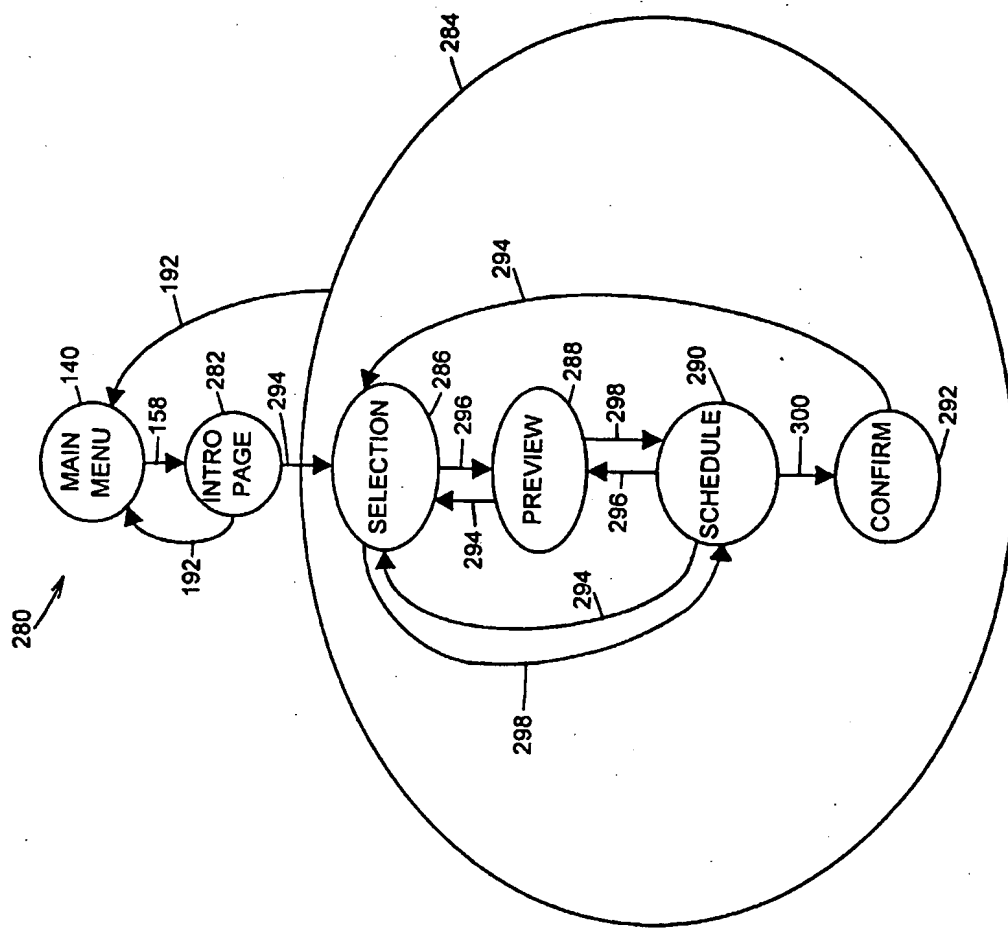 280
MAIN
MENU
140
192
158
192
INTRO
PAGE
282
294
284
SELECTION
286
294
294
296
PREVIEW
288
298
294
296
298
SCHEDULE
290
300
CONFIRM
292